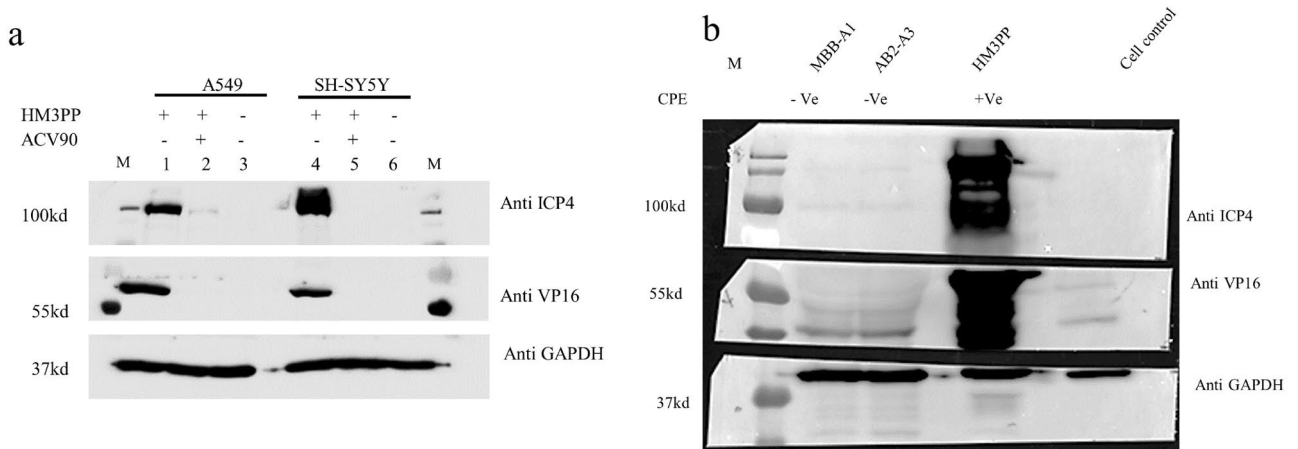 a
A549 SH-SY5Y
HM3PP + + - + + -
ACV90 - + - - + -
M 1 2 3 4 5 6 M
100kd Anti ICP4
55kd Anti VP16
37kd Anti GAPDH
b
M MBB-A1 AB2-A3 HM3PP Cell control
CPE - Ve -Ve +Ve
100kd Anti ICP4
55kd Anti VP16
37kd Anti GAPDH